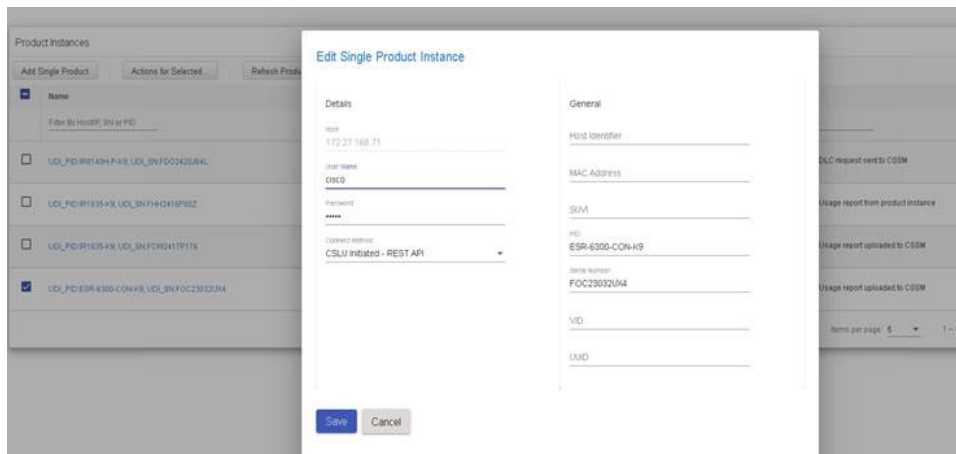 Product Instances
Add Single Product
Actions for Selected...
Refresh Produ
Name
Filter By HostIP, SN or PID
UDI_PID:IR8140H-P-K9; UDI_SN:FDO2420J64L
DLC request sent to CSSM
UDI_PID:IR1835-K9; UDI_SN:FHH2416P00Z
Usage report from product instance
UDI_PID:IR1835-K9; UDI_SN:FCW2417P178
Usage report uploaded to CSSM
UDI_PID:ESR-6300-CON-K9; UDI_SN:FOC23032UX4
Usage report uploaded to CSSM
Items per page: 5
1 –
Edit Single Product Instance
Details
Host
172.27.168.71
User Name
cisco
Password
•••••
Connect Method
CSLU Initiated - REST API
General
Host Identifier
MAC Address
SUVI
PID
ESR-6300-CON-K9
Serial Number
FOC23032UX4
VID
UUID
Save
Cancel